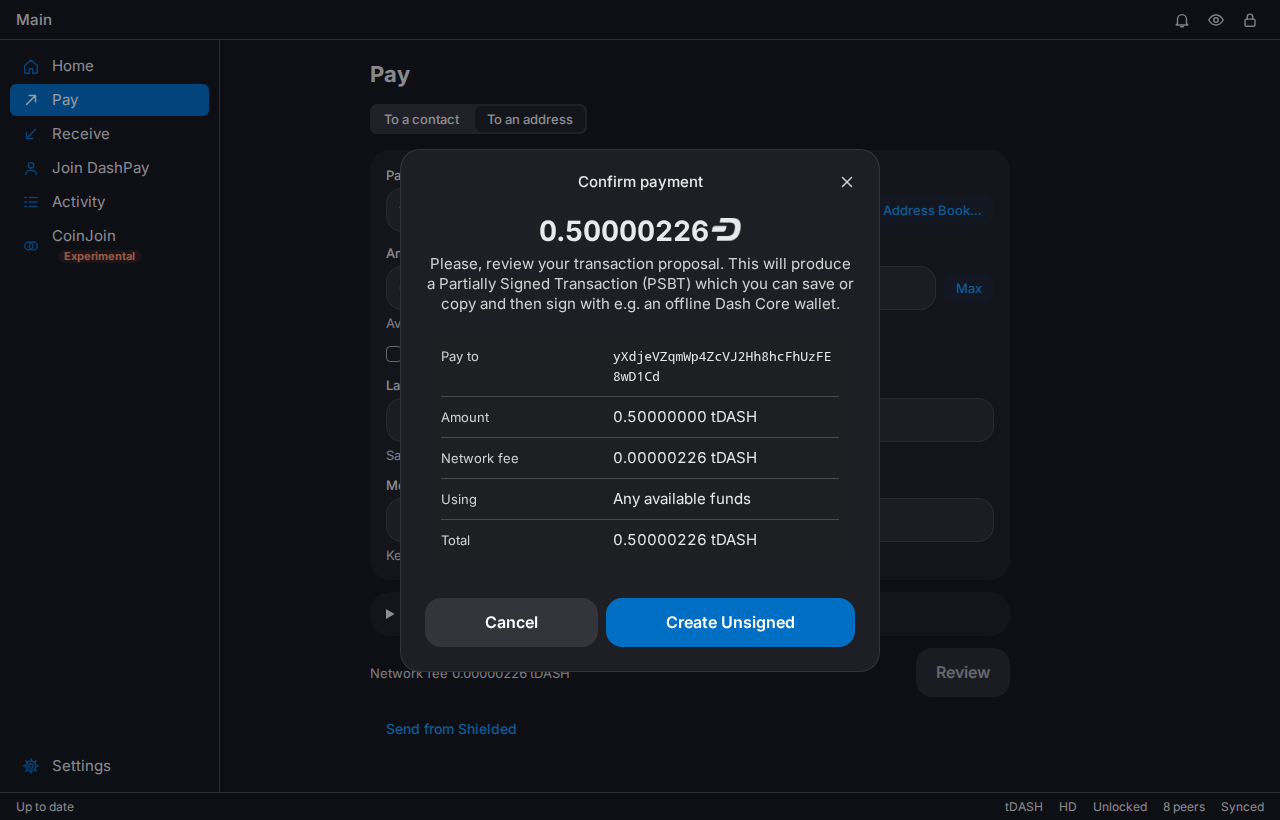 Main
Home
Pay
Receive
Join DashPay
Activity
CoinJoin
Experimental
Settings
Pay
To a contact
To an address
Address Book...
Max
Confirm payment
0.50000226
Please, review your transaction proposal. This will produce
a Partially Signed Transaction (PSBT) which you can save or
copy and then sign with e.g. an offline Dash Core wallet.
Pay to
yXdjeVZqmWp4ZcVJ2Hh8hcFhUzFE
8wD1Cd
Amount
0.50000000 tDASH
Network fee
0.00000226 tDASH
Using
Any available funds
Total
0.50000226 tDASH
Cancel
Create Unsigned
Network fee 0.00000226 tDASH
Review
Send from Shielded
Up to date
tDASH
HD
Unlocked
8 peers
Synced